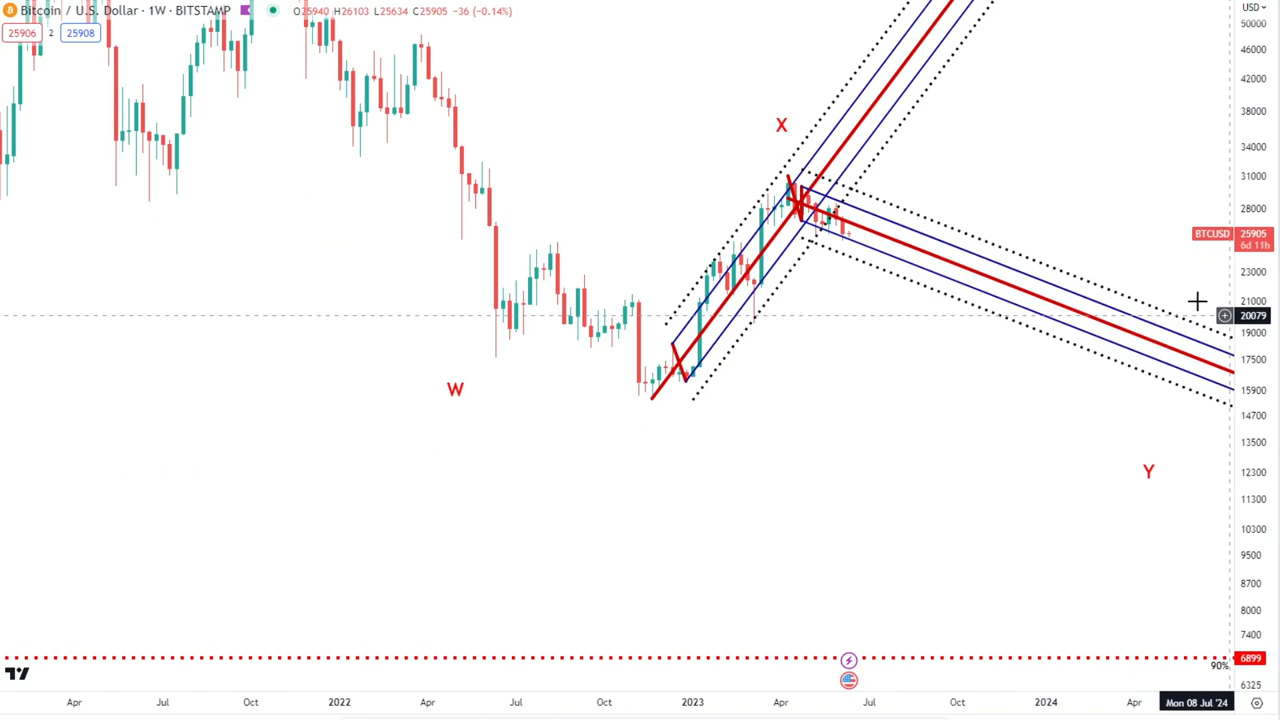 Bitcoin / U.S. Dollar · 1W · BITSTAMP O25940 H26103 L25634 C25905 −36 (−0.14%)
25906 2 25908
USD
50000
46000
42000
38000
X
34000
31000
28000
BTCUSD 25905
6d 11h
23000
21000
20079
19000
17500
W
15900
14700
13500
Y
12300
11300
10300
9500
8700
8000
7400
6899
90%
6325
Apr Jul Oct 2022 Apr Jul Oct 2023 Apr Jul Oct 2024 Apr Mon 08 Jul '24